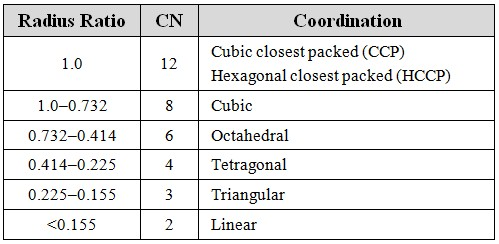 Radius Ratio CN Coordination
1.0 12 Cubic closest packed (CCP)
Hexagonal closest packed (HCCP)
1.0–0.732 8 Cubic
0.732–0.414 6 Octahedral
0.414–0.225 4 Tetragonal
0.225–0.155 3 Triangular
<0.155 2 Linear